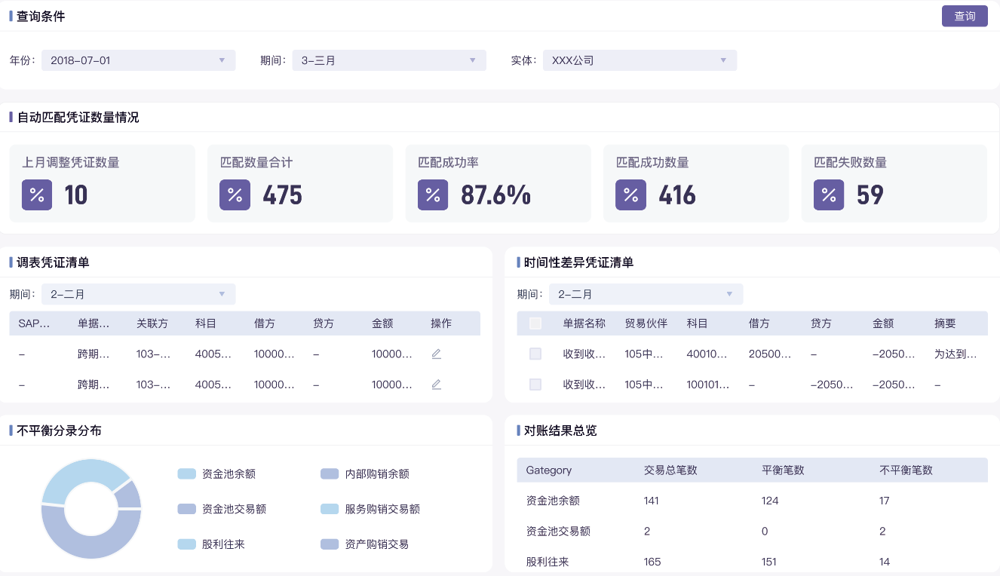 查询条件
查询
年份: 2018-07-01
期间: 3-三月
实体: XXX公司
自动匹配凭证数量情况
上月调整凭证数量
10
匹配数量合计
475
匹配成功率
87.6%
匹配成功数量
416
匹配失败数量
59
调表凭证清单
期间: 2-二月
SAP... 单据... 关联方 科目 借方 贷方 金额 操作
- 跨期... 103-... 4005... 10000... - 10000...
- 跨期... 103-... 4005... 10000... - 10000...
时间性差异凭证清单
期间: 2-二月
单据名称 贸易伙伴 科目 借方 贷方 金额 摘要
收到收... 105中... 40010... 20500... - -2050... 为达到...
收到收... 105中... 100101... - -2050... -2050... -
不平衡分录分布
资金池余额 内部购销余额
资金池交易额 服务购销交易额
股利往来 资产购销交易
对账结果总览
Gategory 交易总笔数 平衡笔数 不平衡笔数
资金池余额 141 124 17
资金池交易额 2 0 2
股利往来 165 151 14